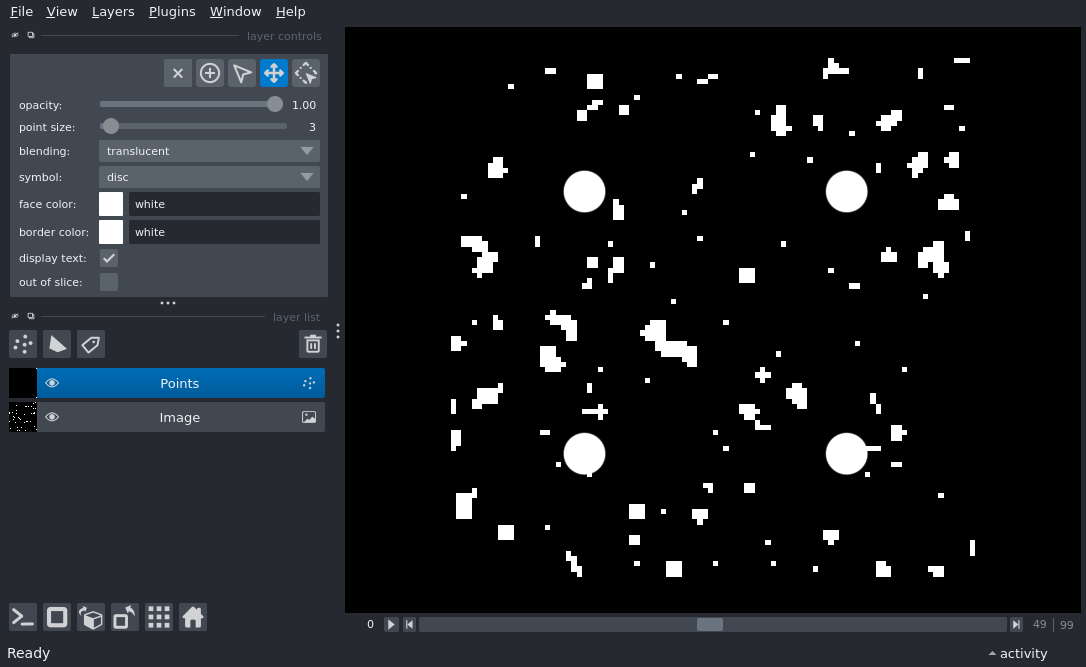 File View Layers Plugins Window Help
layer controls
opacity: 1.00
point size: 3
blending: translucent
symbol: disc
face color: white
border color: white
display text:
out of slice:
layer list
Points
Image
0 49 | 99
Ready activity